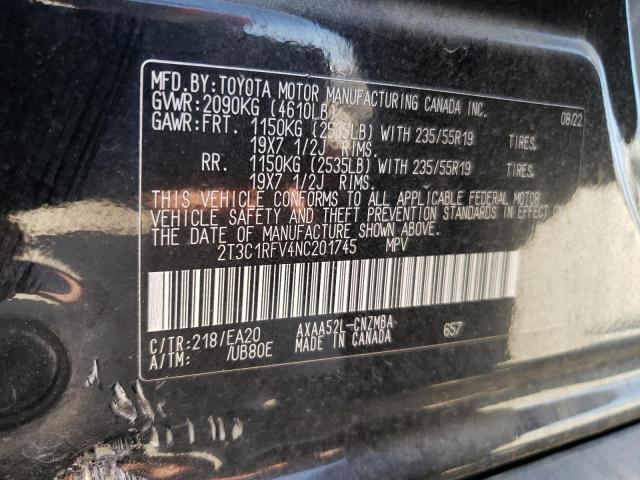 MFD.BY:TOYOTA MOTOR MANUFACTURING CANADA INC.
GVWR:2090KG (4610LB) 08/22
GAWR:FRT. 1150KG (2535LB) WITH 235/55R19 TIRES.
19X7 1/2J RIMS.
RR. 1150KG (2535LB) WITH 235/55R19 TIRES.
19X7 1/2J RIMS.
THIS VEHICLE CONFORMS TO ALL APPLICABLE FEDERAL MOTOR
VEHICLE SAFETY AND THEFT PREVENTION STANDARDS IN EFFECT ON
THE DATE OF MANUFACTURE SHOWN ABOVE.
2T3C1RFV4NC201745 MPV
C/TR:218/EA20 AXAA52L-CNZMBA 657
A/TM: /UB80E MADE IN CANADA